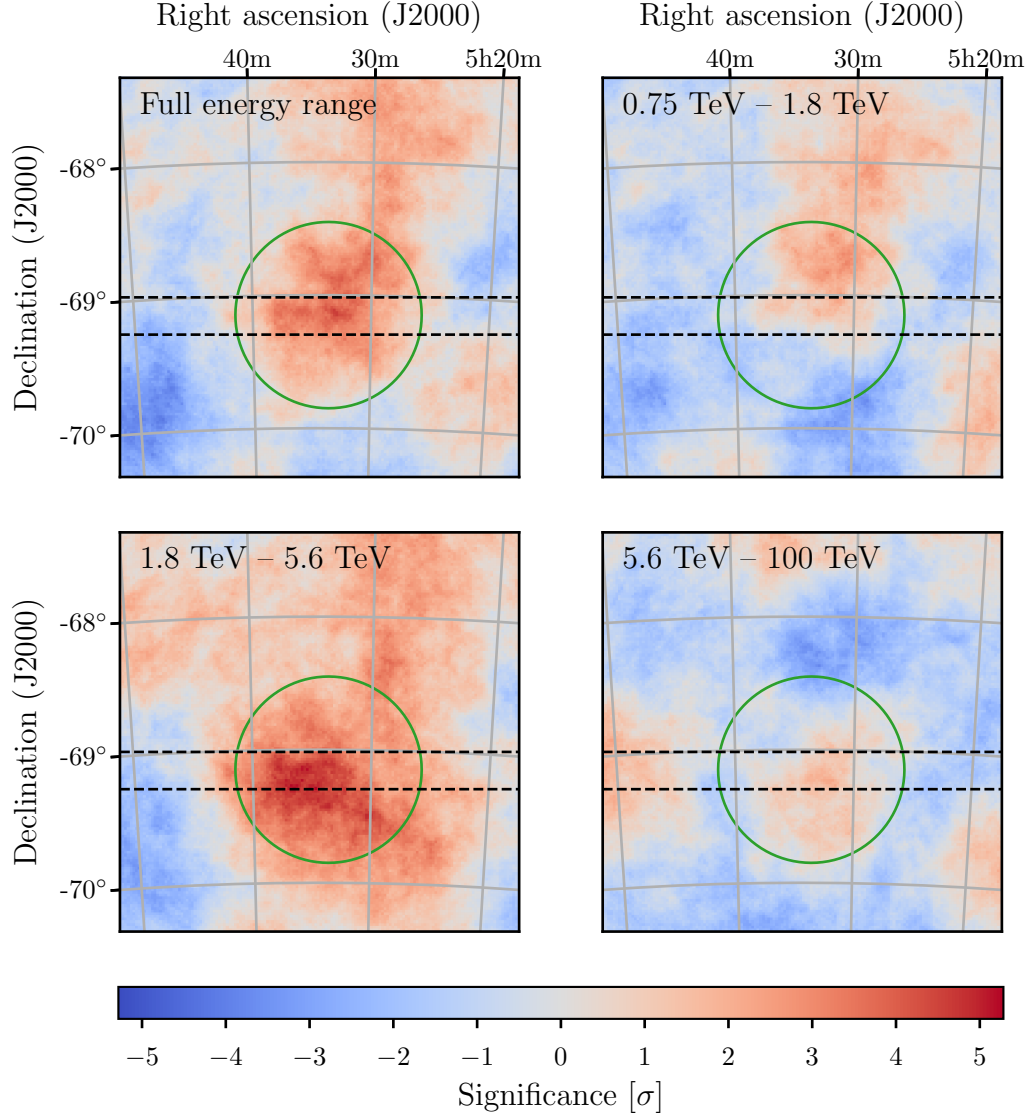 Right ascension (J2000)
Right ascension (J2000)
40m
30m
5h20m
40m
30m
5h20m
Full energy range
0.75 TeV – 1.8 TeV
-68°
-69°
-70°
Declination (J2000)
1.8 TeV – 5.6 TeV
5.6 TeV – 100 TeV
-68°
-69°
-70°
Declination (J2000)
−5
−4
−3
−2
−1
0
1
2
3
4
5
Significance [σ]